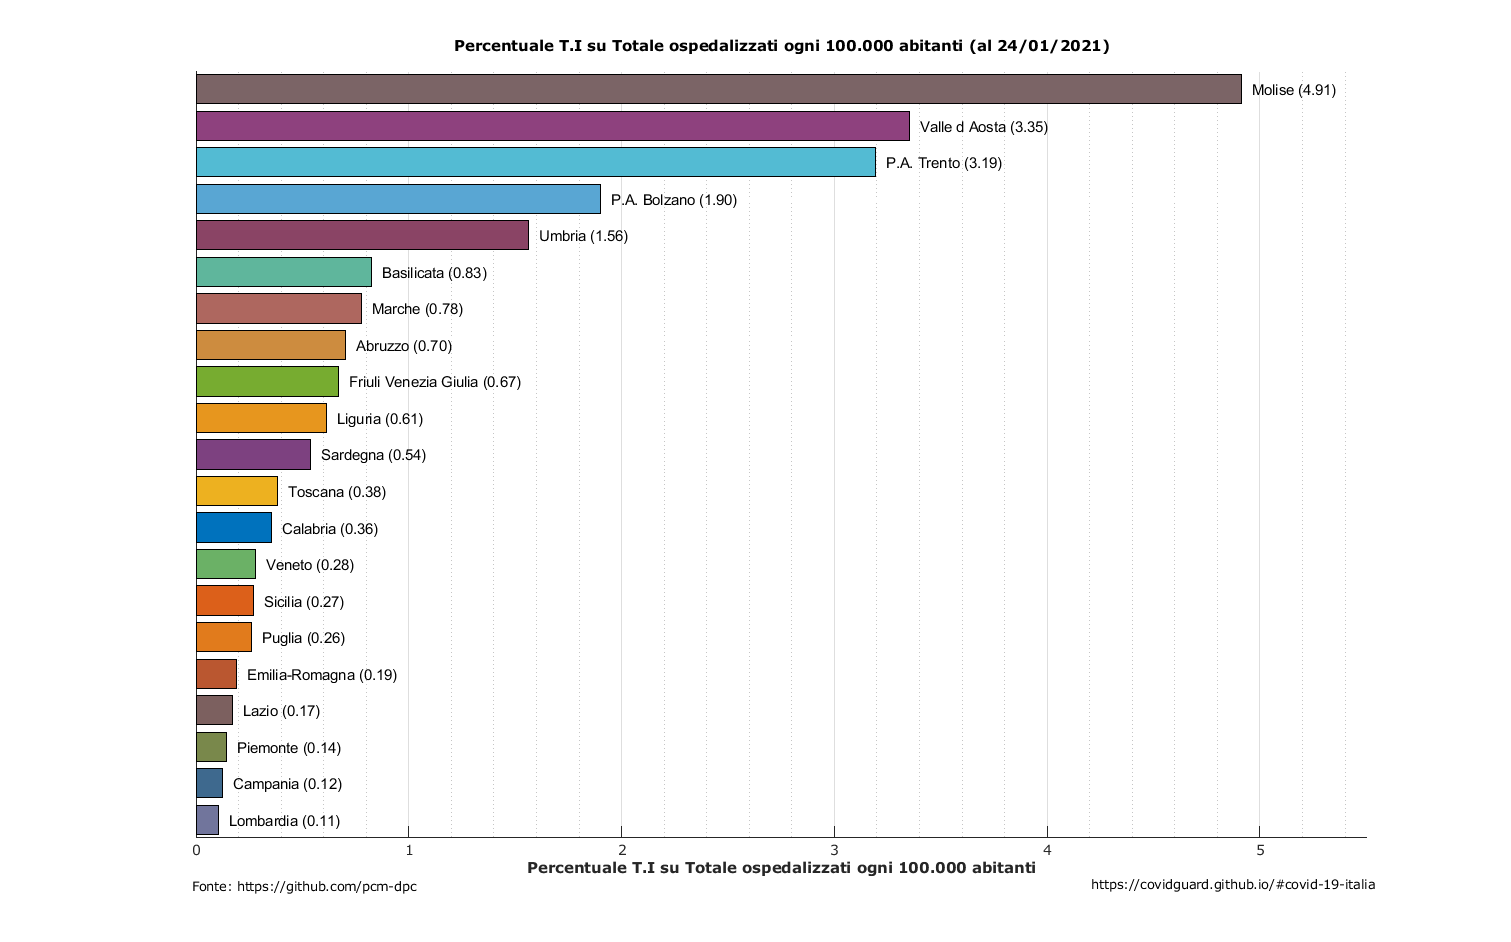 Percentuale T.I su Totale ospedalizzati ogni 100.000 abitanti (al 24/01/2021)
Molise (4.91)
Valle d Aosta (3.35)
P.A. Trento (3.19)
P.A. Bolzano (1.90)
Umbria (1.56)
Basilicata (0.83)
Marche (0.78)
Abruzzo (0.70)
Friuli Venezia Giulia (0.67)
Liguria (0.61)
Sardegna (0.54)
Toscana (0.38)
Calabria (0.36)
Veneto (0.28)
Sicilia (0.27)
Puglia (0.26)
Emilia-Romagna (0.19)
Lazio (0.17)
Piemonte (0.14)
Campania (0.12)
Lombardia (0.11)
0 1 2 3 4 5
Percentuale T.I su Totale ospedalizzati ogni 100.000 abitanti
Fonte: https://github.com/pcm-dpc
https://covidguard.github.io/#covid-19-italia